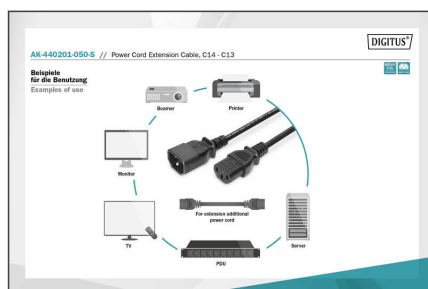 DIGITUS®
AK-440201-050-S // Power Cord Extension Cable, C14 - C13
Beispiele
für die Benutzung
Examples of use
Beamer
Printer
Monitor
For extension additional
power cord
TV
Server
PDU